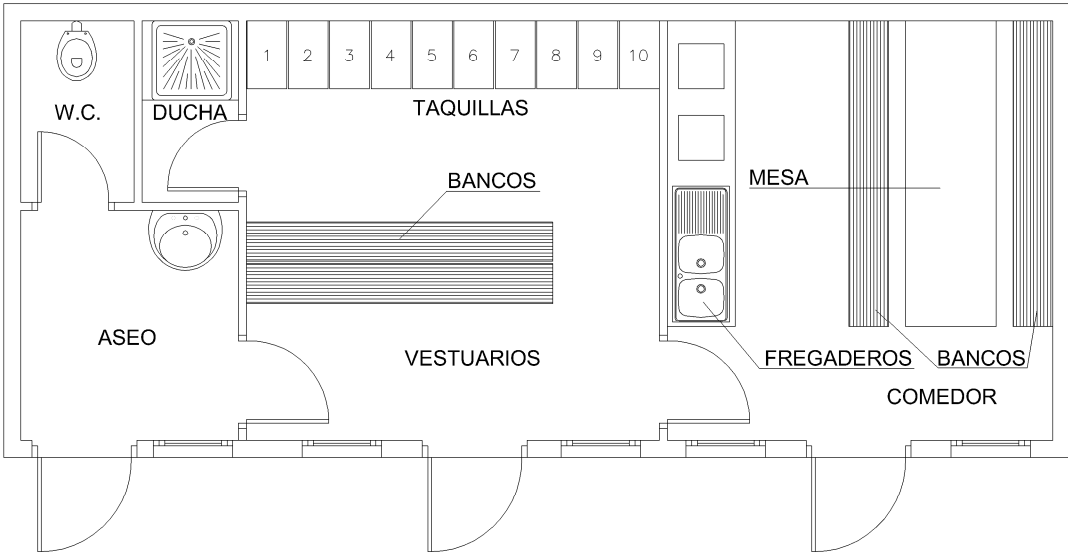 1 2 3 4 5 6 7 8 9 10
W.C.
DUCHA
TAQUILLAS
BANCOS
MESA
ASEO
VESTUARIOS
FREGADEROS
BANCOS
COMEDOR